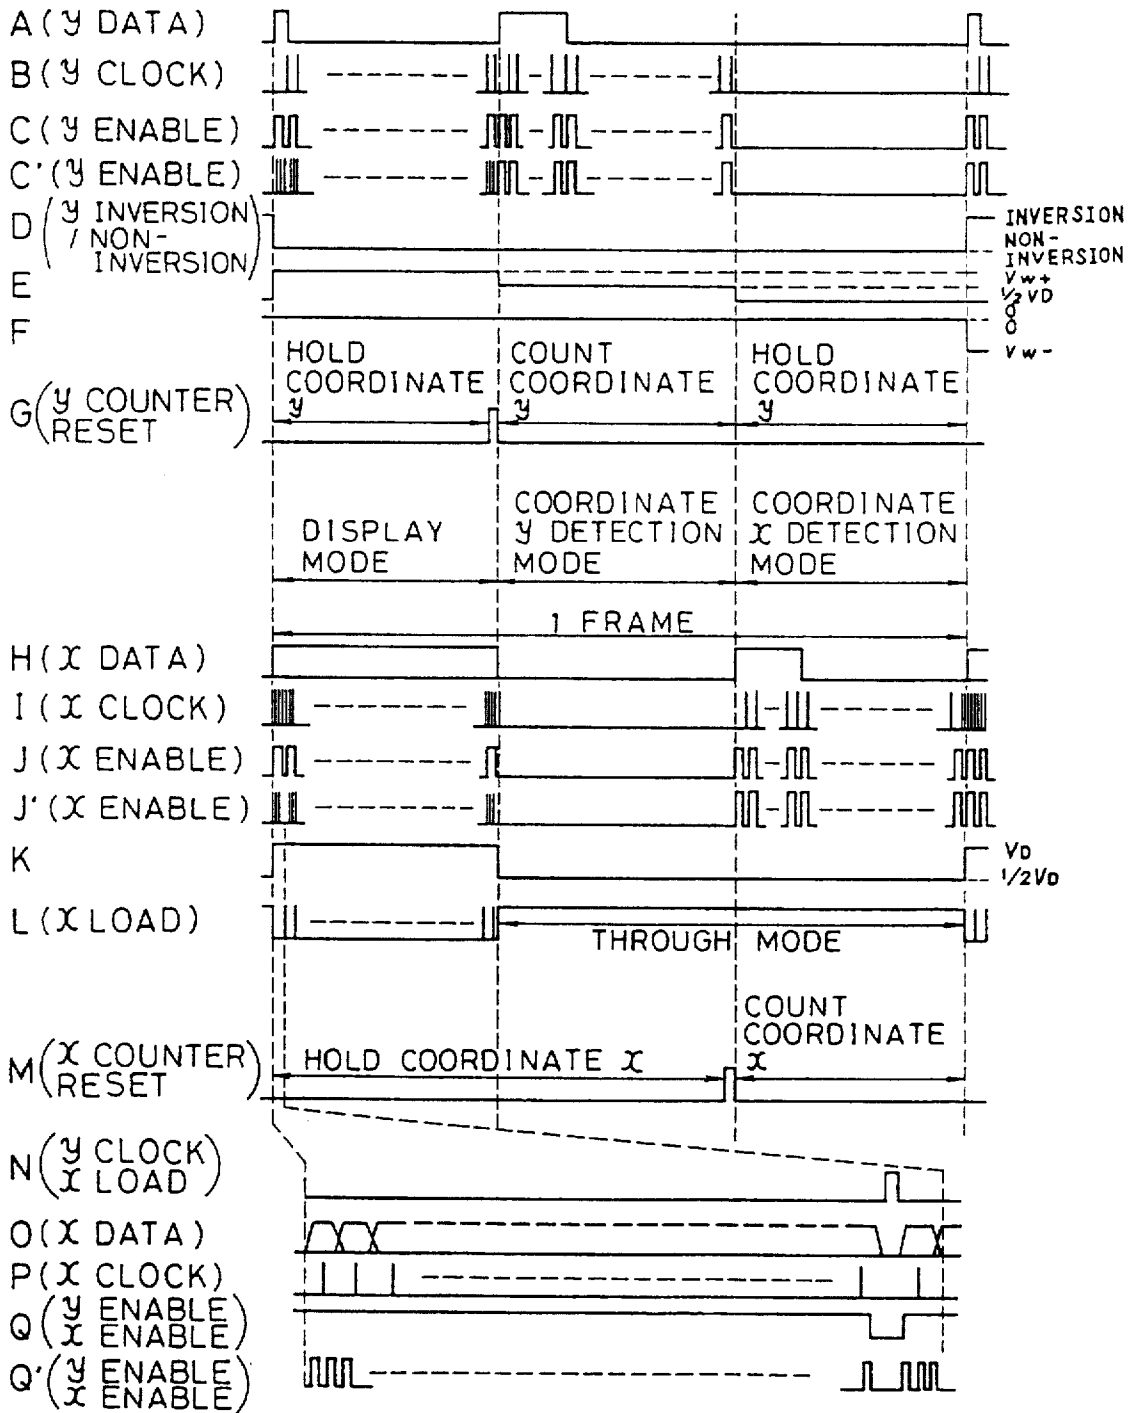 A (y DATA)
B (y CLOCK)
C (y ENABLE)
C' (y ENABLE)
D (y INVERSION
/ NON-
INVERSION)
INVERSION
NON-
INVERSION
E
Vw+
1/2 VD
0
F
0
Vw-
HOLD
COORDINATE
y
COUNT
COORDINATE
y
HOLD
COORDINATE
y
G (y COUNTER
RESET)
DISPLAY
MODE
COORDINATE
y DETECTION
MODE
COORDINATE
x DETECTION
MODE
1 FRAME
H (x DATA)
I (x CLOCK)
J (x ENABLE)
J' (x ENABLE)
K
VD
1/2VD
L (x LOAD)
THROUGH MODE
COUNT
COORDINATE
x
M (x COUNTER
RESET)
HOLD COORDINATE x
N (y CLOCK
x LOAD)
O (x DATA)
P (x CLOCK)
Q (y ENABLE
x ENABLE)
Q' (y ENABLE
x ENABLE)